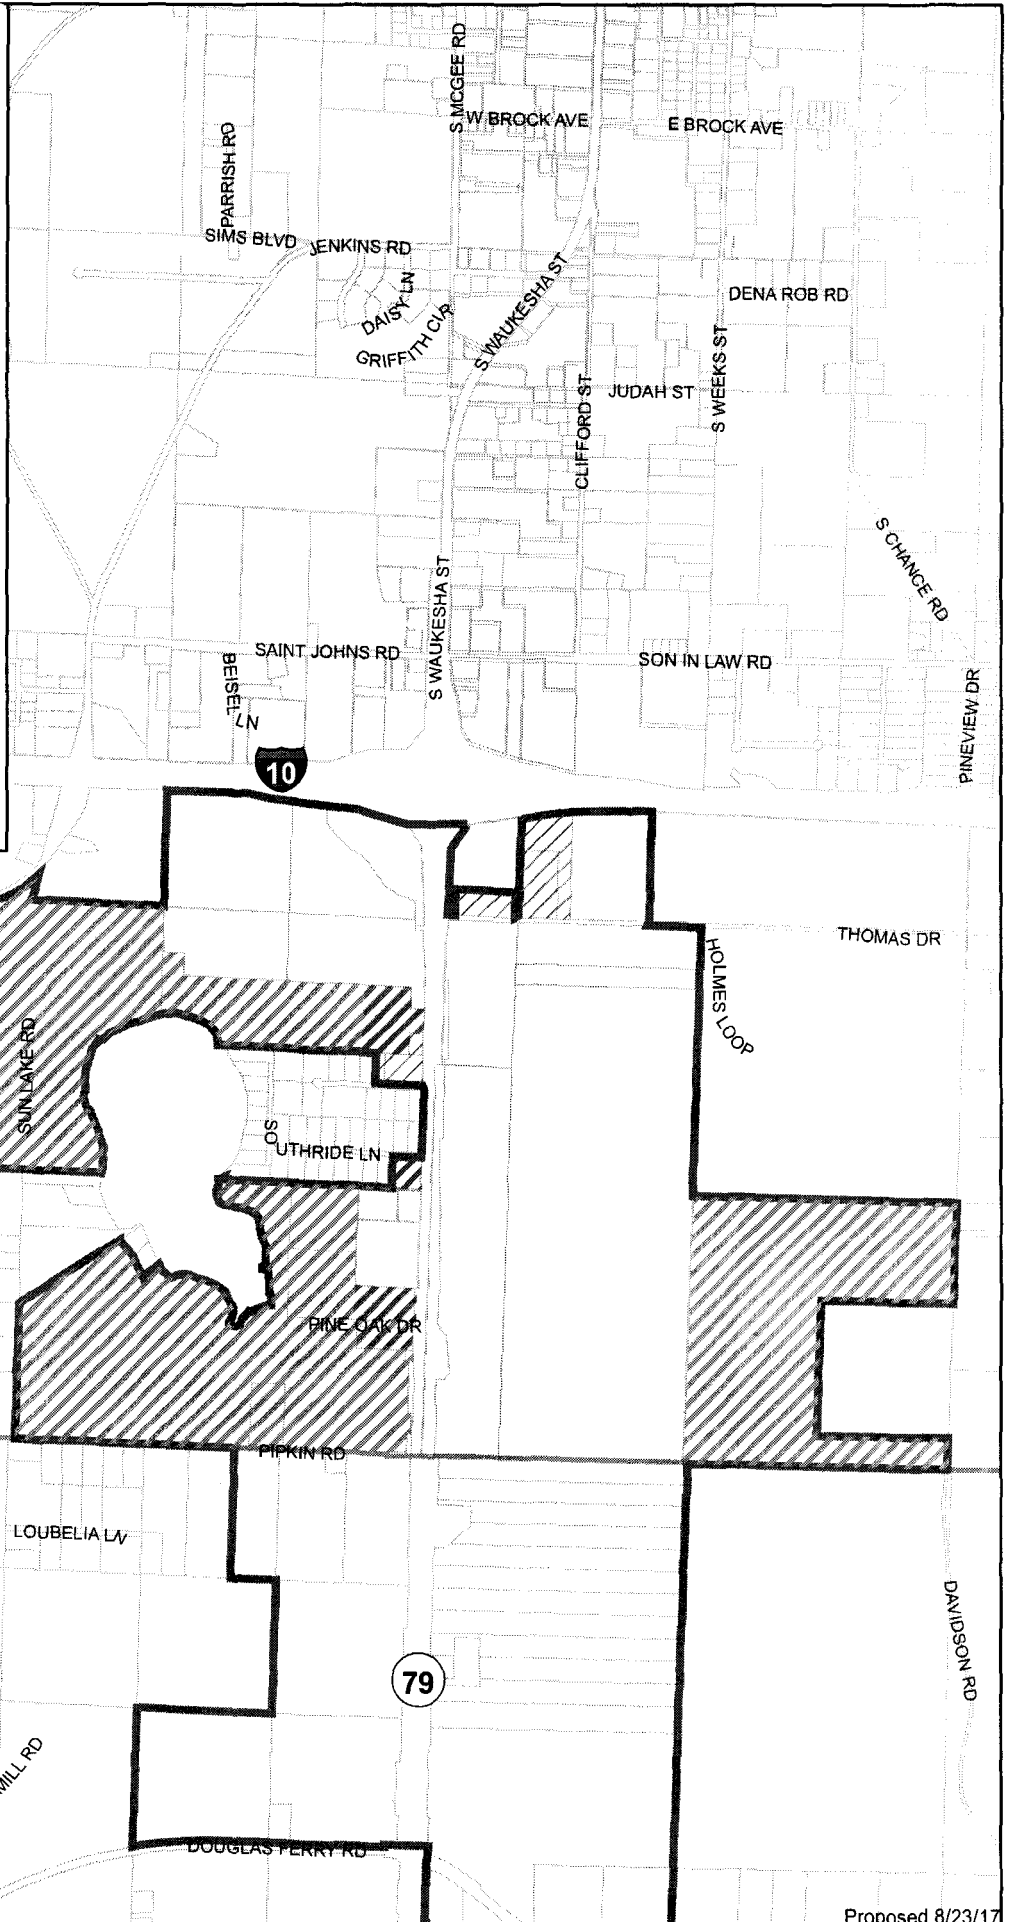 S MCGEE RD
W BROCK AVE
E BROCK AVE
PARRISH RD
SIMS BLVD
JENKINS RD
DAISY LN
GRIFFITH CIR
S WAUKESHA ST
DENA ROB RD
S WEEKS ST
JUDAH ST
CLIFFORD ST
S CHANCE RD
S WAUKESHA ST
SAINT JOHNS RD
SON IN LAW RD
BEISEL LN
PINEVIEW DR
10
THOMAS DR
HOLMES LOOP
SUN LAKE RD
SO
UTHRIDE LN
PINE OAK DR
PIPKIN RD
LOUBELIA LN
DAVIDSON RD
79
MILL RD
DOUGLAS FERRY RD
Proposed 8/23/17